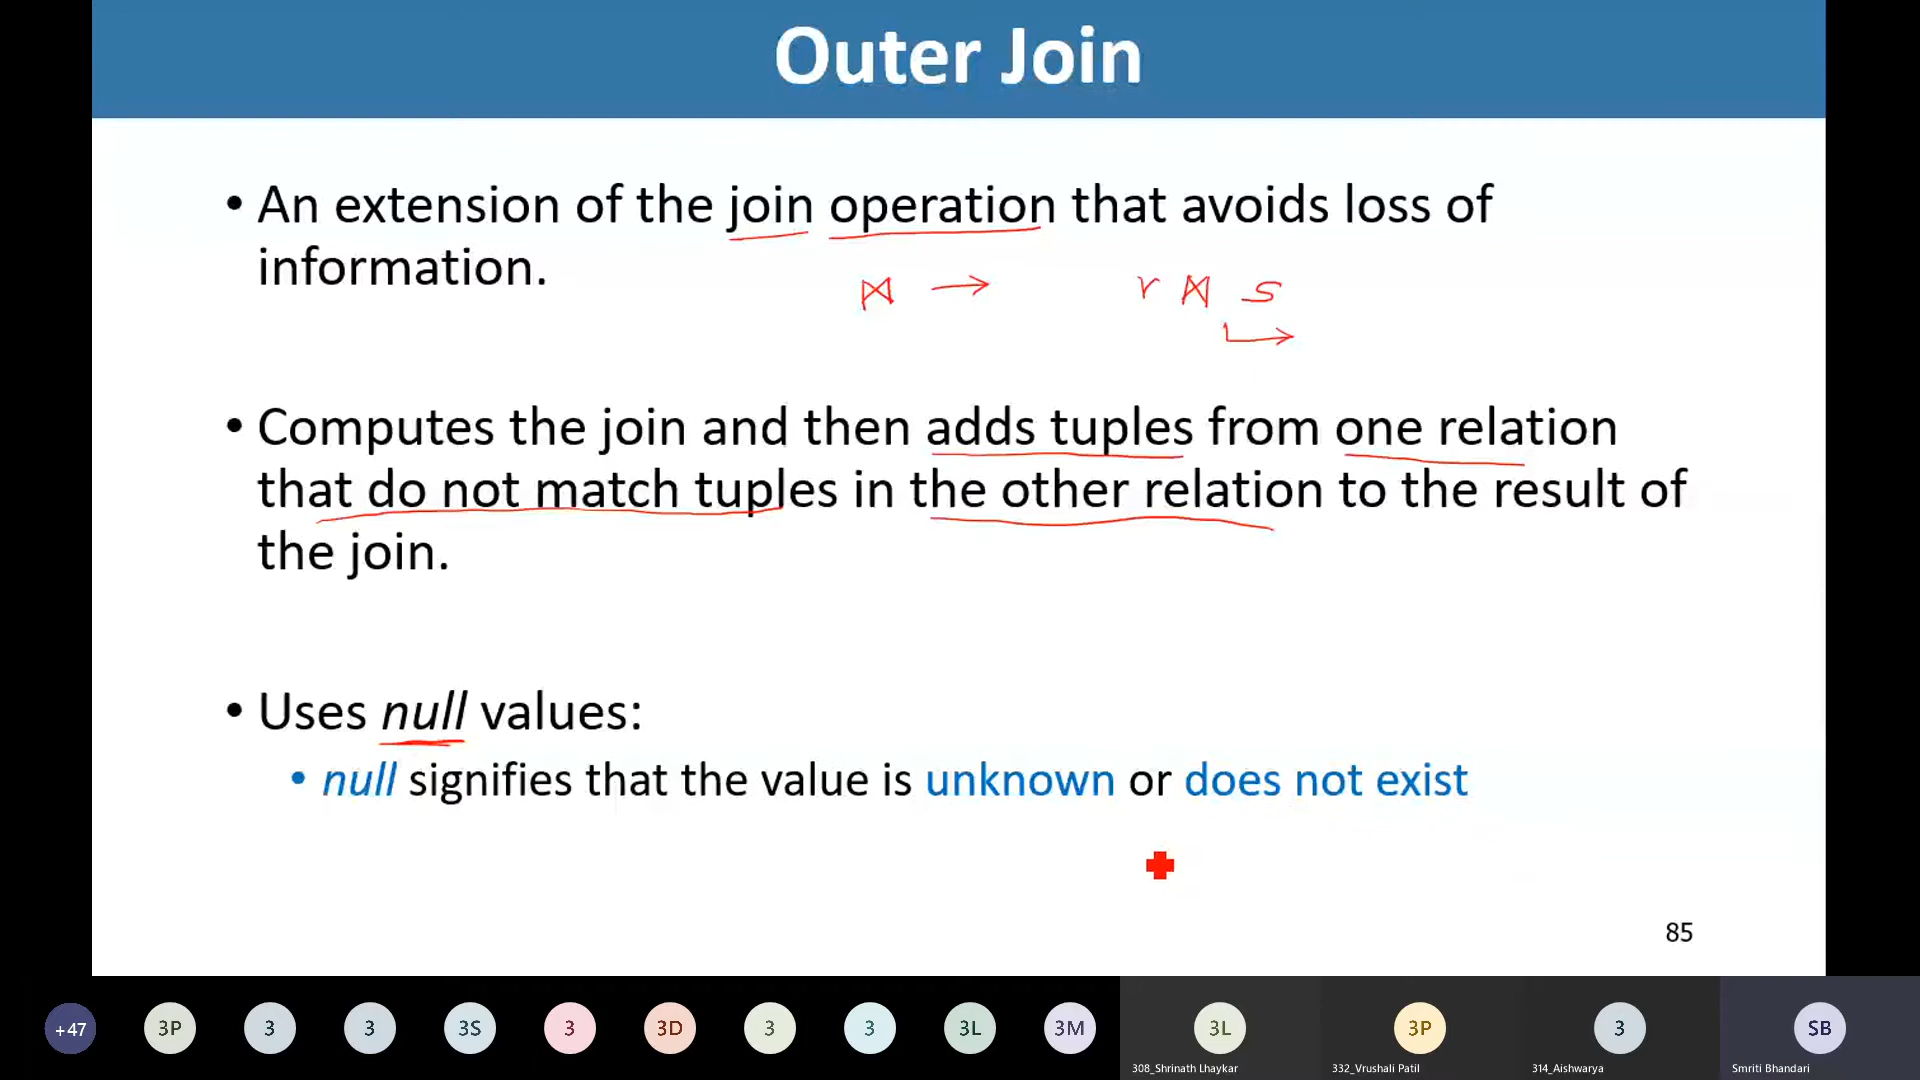 Outer Join
• An extension of the join operation that avoids loss of
information.
⋈ → r ⋈ s
• Computes the join and then adds tuples from one relation
that do not match tuples in the other relation to the result of
the join.
• Uses null values:
• null signifies that the value is unknown or does not exist
85
+47 3P 3 3 3S 3 3D 3 3 3L 3M 3L 3P 3 SB
308_Shrinath Lhaykar 332_Vrushali Patil 314_Aishwarya Smriti Bhandari